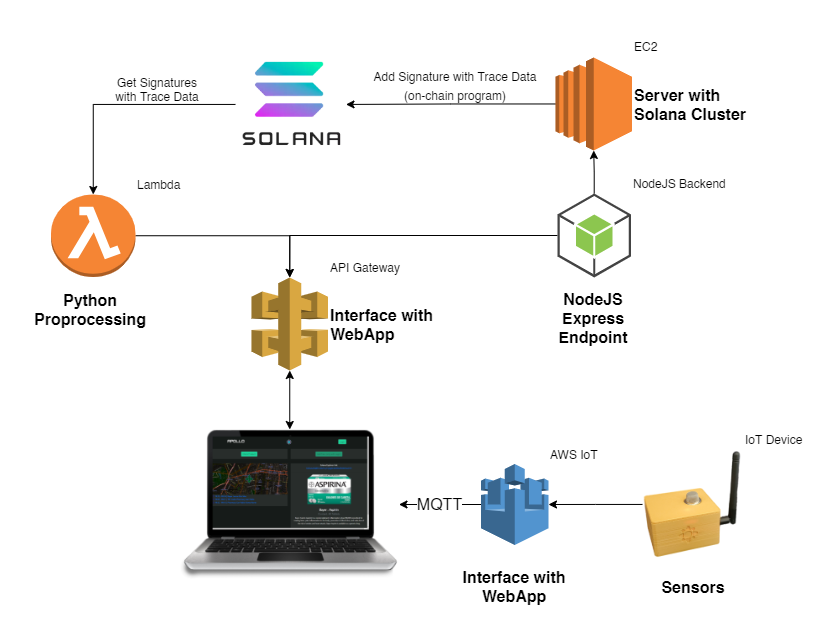 EC2
Get Signatures
with Trace Data
Add Signature with Trace Data
(on-chain program)
Server with
Solana Cluster
SOLANA
Lambda
NodeJS Backend
API Gateway
Python
Proprocessing
Interface with
WebApp
NodeJS
Express
Endpoint
APOLLO
ASPIRINA
IoT Device
AWS IoT
MQTT
Interface with
WebApp
Sensors